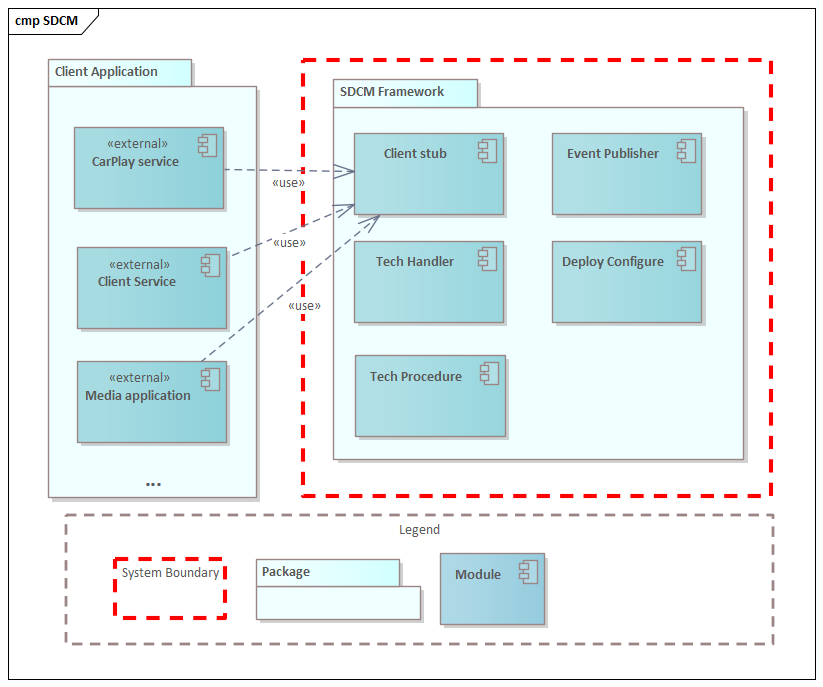 cmp SDCM
Client Application
«external»
CarPlay service
«external»
Client Service
«external»
Media application
...
«use»
«use»
«use»
SDCM Framework
Client stub
Event Publisher
Tech Handler
Deploy Configure
Tech Procedure
Legend
System Boundary
Package
Module